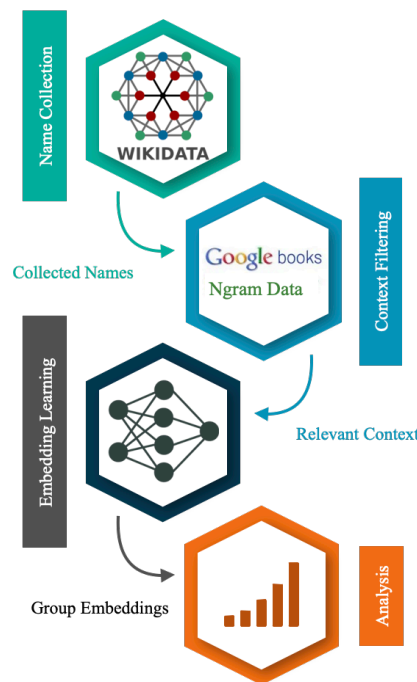 Name Collection
WIKIDATA
Collected Names
Google books
Ngram Data
Context Filtering
Embedding Learning
Relevant Context
Group Embeddings
Analysis